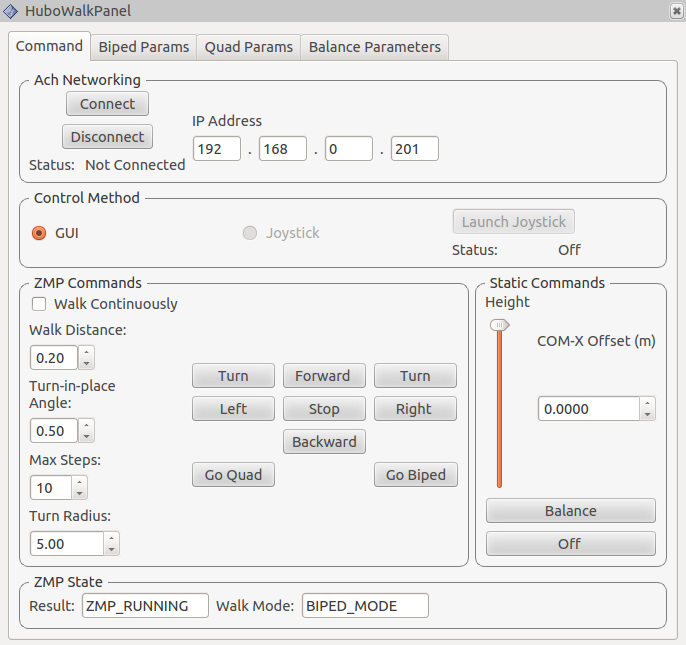 HuboWalkPanel
Command Biped Params Quad Params Balance Parameters
Ach Networking
Connect
Disconnect
Status: Not Connected
IP Address
192 . 168 . 0 . 201
Control Method
GUI
Joystick
Launch Joystick
Status: Off
ZMP Commands
Walk Continuously
Walk Distance:
0.20
Turn-in-place
Angle:
0.50
Max Steps:
10
Turn Radius:
5.00
Turn Forward Turn
Left Stop Right
Backward
Go Quad Go Biped
Static Commands
Height
COM-X Offset (m)
0.0000
Balance
Off
ZMP State
Result: ZMP_RUNNING Walk Mode: BIPED_MODE